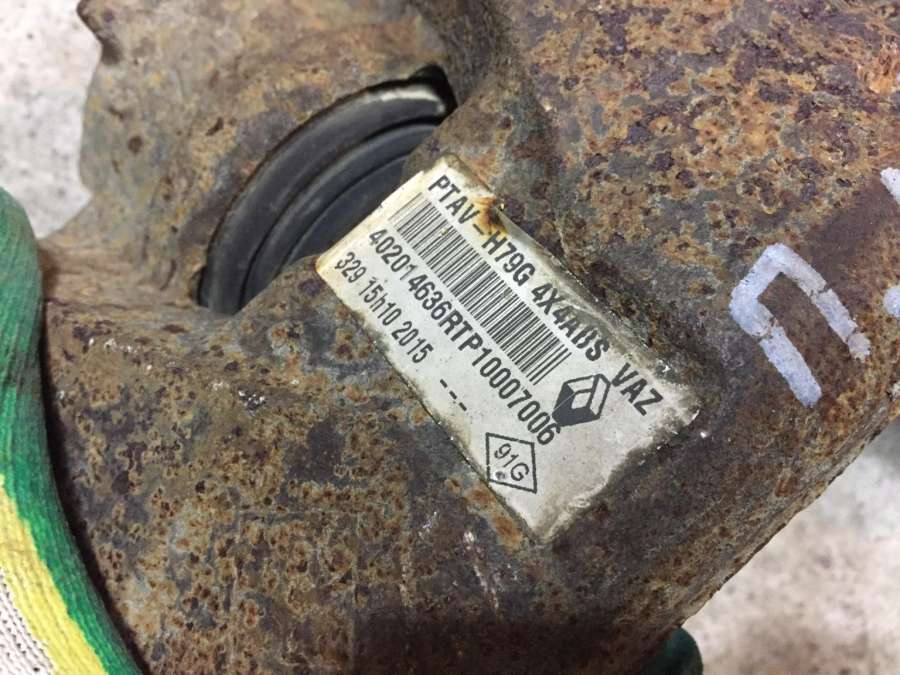 PTAV_H79G 4X4ABS VAZ
402014636RTP10007006
329 15h10 2015 ---
91G